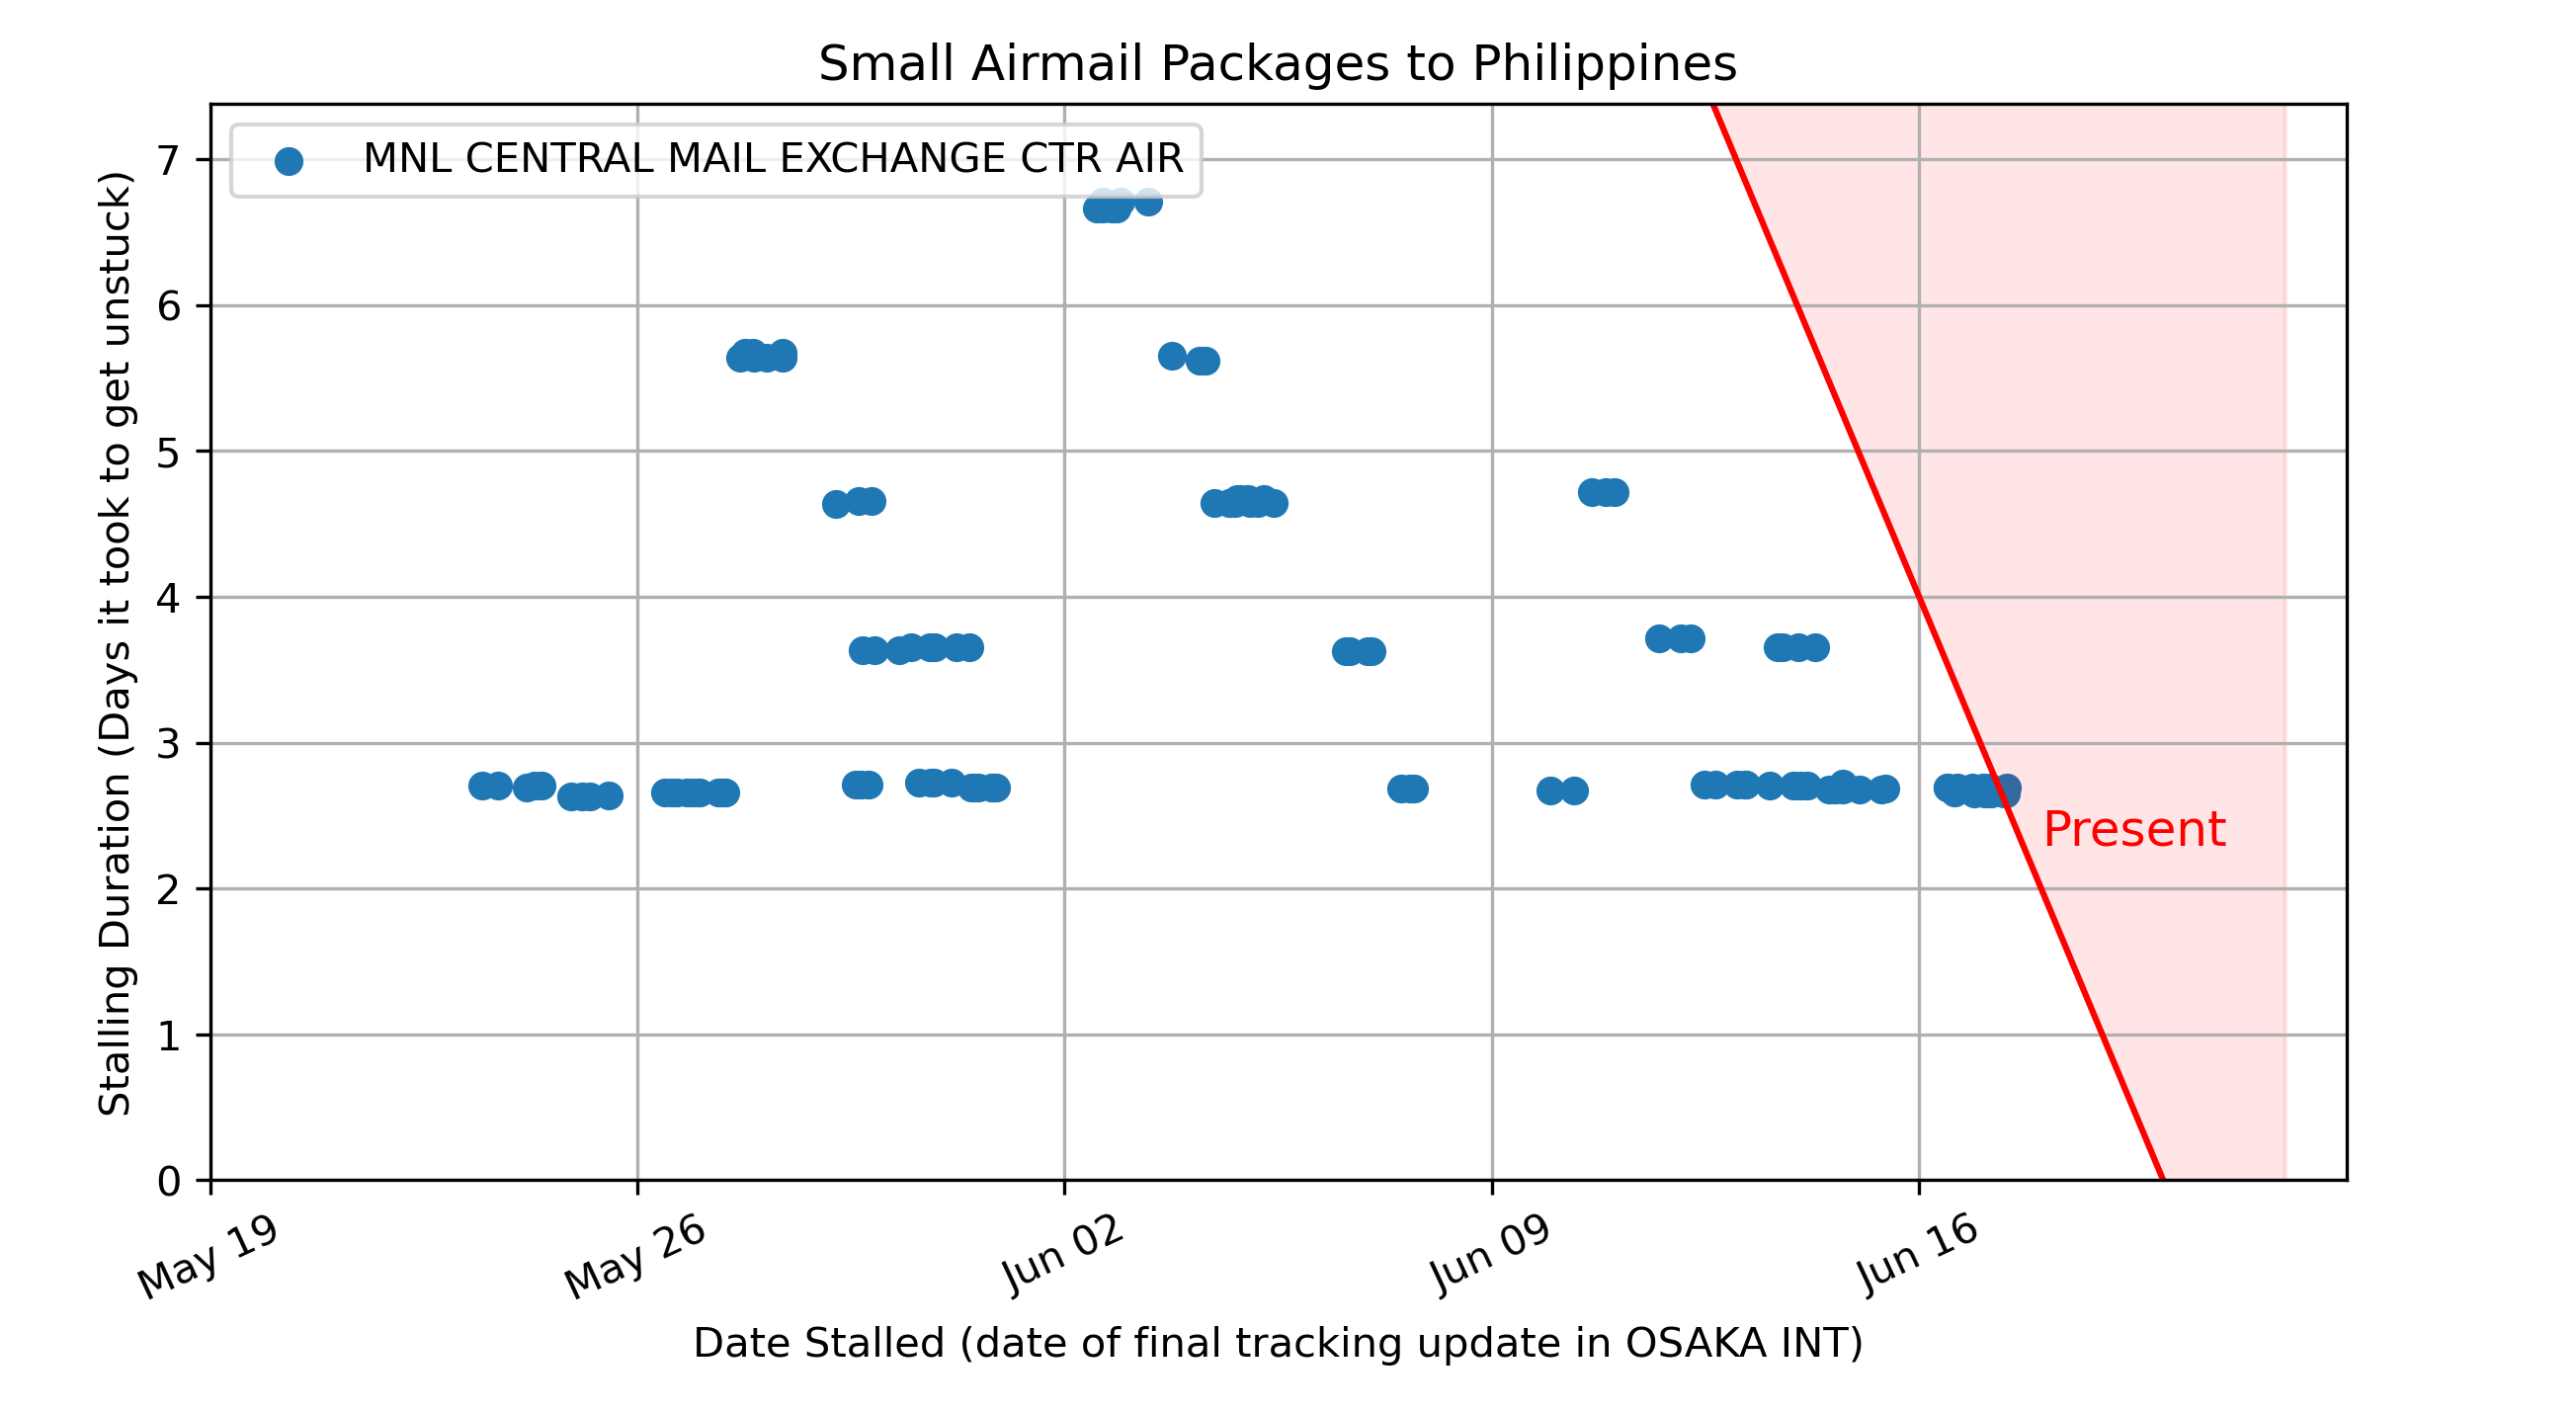 Small Airmail Packages to Philippines
MNL CENTRAL MAIL EXCHANGE CTR AIR
Stalling Duration (Days it took to get unstuck)
7
6
5
4
3
2
1
0
Present
May 19
May 26
Jun 02
Jun 09
Jun 16
Date Stalled (date of final tracking update in OSAKA INT)